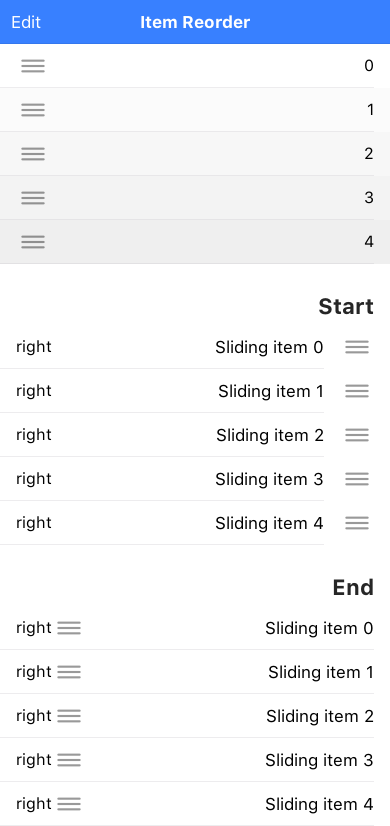 Edit Item Reorder
0
1
2
3
4
Start
right Sliding item 0
right Sliding item 1
right Sliding item 2
right Sliding item 3
right Sliding item 4
End
right Sliding item 0
right Sliding item 1
right Sliding item 2
right Sliding item 3
right Sliding item 4